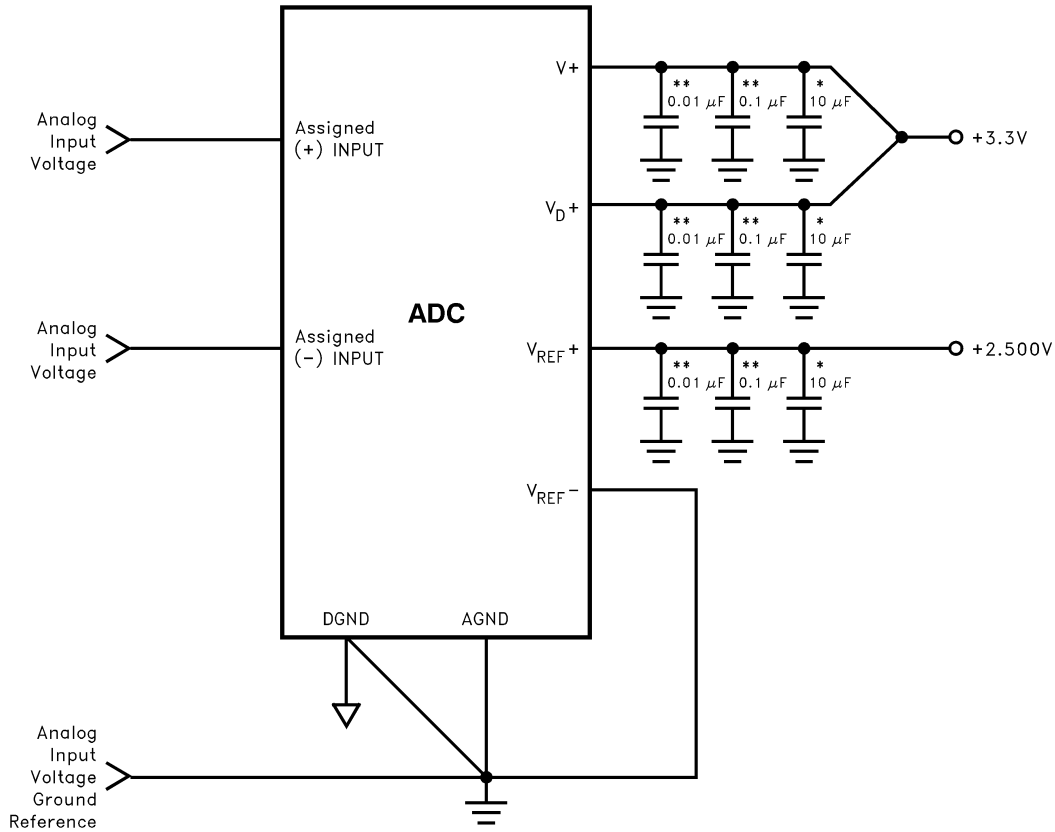 V+
**
0.01 μF
**
0.1 μF
*
10 μF
+3.3V
Analog
Input
Voltage
Assigned
(+) INPUT
VD+
**
0.01 μF
**
0.1 μF
*
10 μF
ADC
Analog
Input
Voltage
Assigned
(−) INPUT
VREF+
**
0.01 μF
**
0.1 μF
*
10 μF
+2.500V
VREF−
DGND
AGND
Analog
Input
Voltage
Ground
Reference